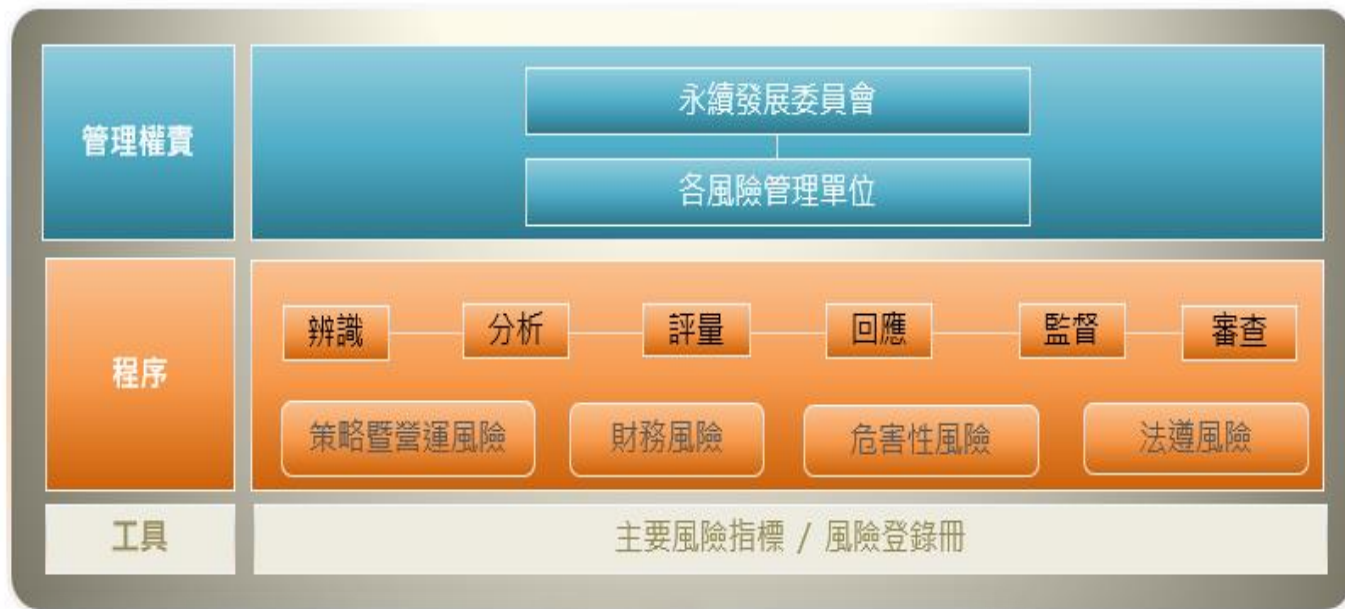 管理權責
永續發展委員會
各風險管理單位
程序
辨識 分析 評量 回應 監督 審查
策略暨營運風險 財務風險 危害性風險 法遵風險
工具
主要風險指標 / 風險登錄冊